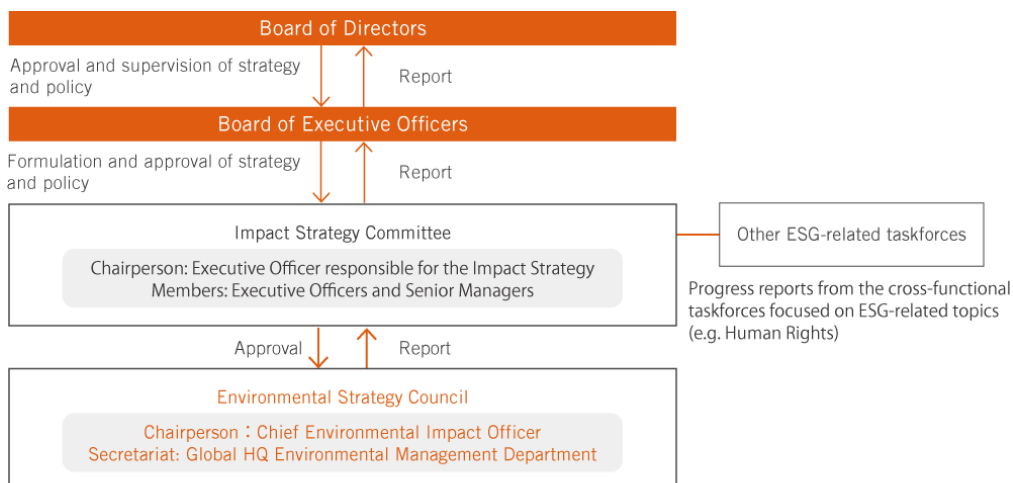 Board of Directors
Approval and supervision of strategy
and policy
Report
Board of Executive Officers
Formulation and approval of strategy
and policy
Report
Impact Strategy Committee
Chairperson: Executive Officer responsible for the Impact Strategy
Members: Executive Officers and Senior Managers
Other ESG-related taskforces
Progress reports from the cross-functional
taskforces focused on ESG-related topics
(e.g. Human Rights)
Approval
Report
Environmental Strategy Council
Chairperson：Chief Environmental Impact Officer
Secretariat: Global HQ Environmental Management Department